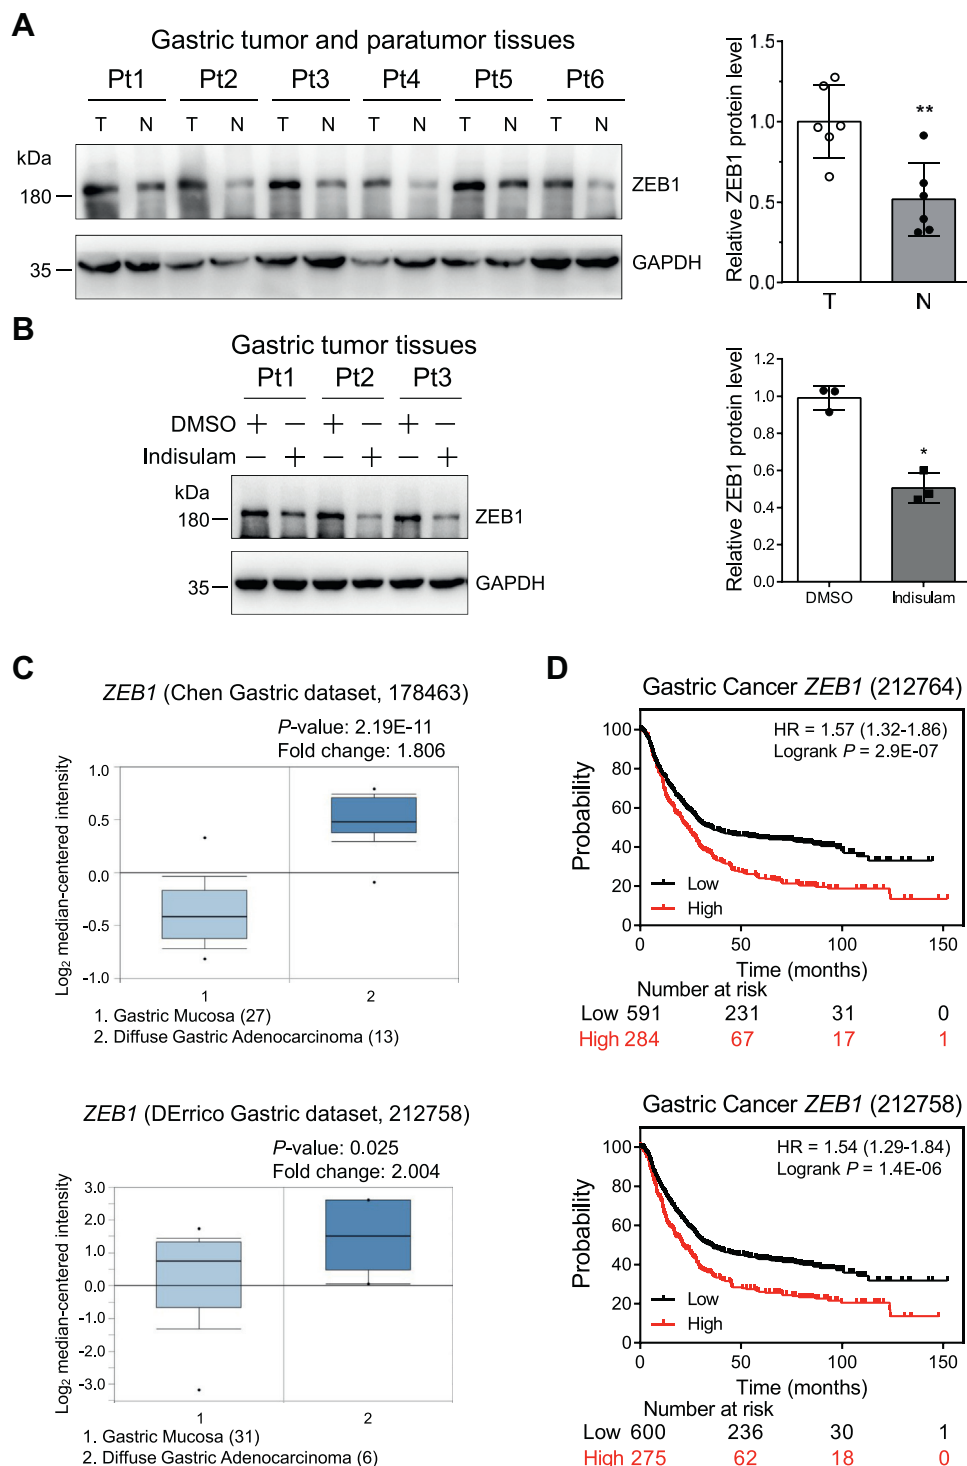 A
Gastric tumor and paratumor tissues
Pt1 Pt2 Pt3 Pt4 Pt5 Pt6
T N T N T N T N T N T N
kDa
180
ZEB1
35
GAPDH
Relative ZEB1 protein level
1.5
1.0
0.5
0.0
**
T N
B
Gastric tumor tissues
Pt1 Pt2 Pt3
DMSO + − + − + −
Indisulam − + − + − +
kDa
180
ZEB1
35
GAPDH
Relative ZEB1 protein level
1.2
1.0
0.8
0.6
0.4
0.2
0.0
*
DMSO Indisulam
C
ZEB1 (Chen Gastric dataset, 178463)
P-value: 2.19E-11
Fold change: 1.806
Log2 median-centered intensity
1.0
0.5
0.0
-0.5
-1.0
1 2
1. Gastric Mucosa (27)
2. Diffuse Gastric Adenocarcinoma (13)
ZEB1 (DErrico Gastric dataset, 212758)
P-value: 0.025
Fold change: 2.004
Log2 median-centered intensity
3.0
2.0
1.0
0.0
-1.0
-2.0
-3.0
1 2
1. Gastric Mucosa (31)
2. Diffuse Gastric Adenocarcinoma (6)
D
Gastric Cancer ZEB1 (212764)
HR = 1.57 (1.32-1.86)
Logrank P = 2.9E-07
Probability
100
80
60
40
20
0
Low
High
0 50 100 150
Time (months)
Number at risk
Low 591 231 31 0
High 284 67 17 1
Gastric Cancer ZEB1 (212758)
HR = 1.54 (1.29-1.84)
Logrank P = 1.4E-06
Probability
100
80
60
40
20
0
Low
High
0 50 100 150
Time (months)
Number at risk
Low 600 236 30 1
High 275 62 18 0